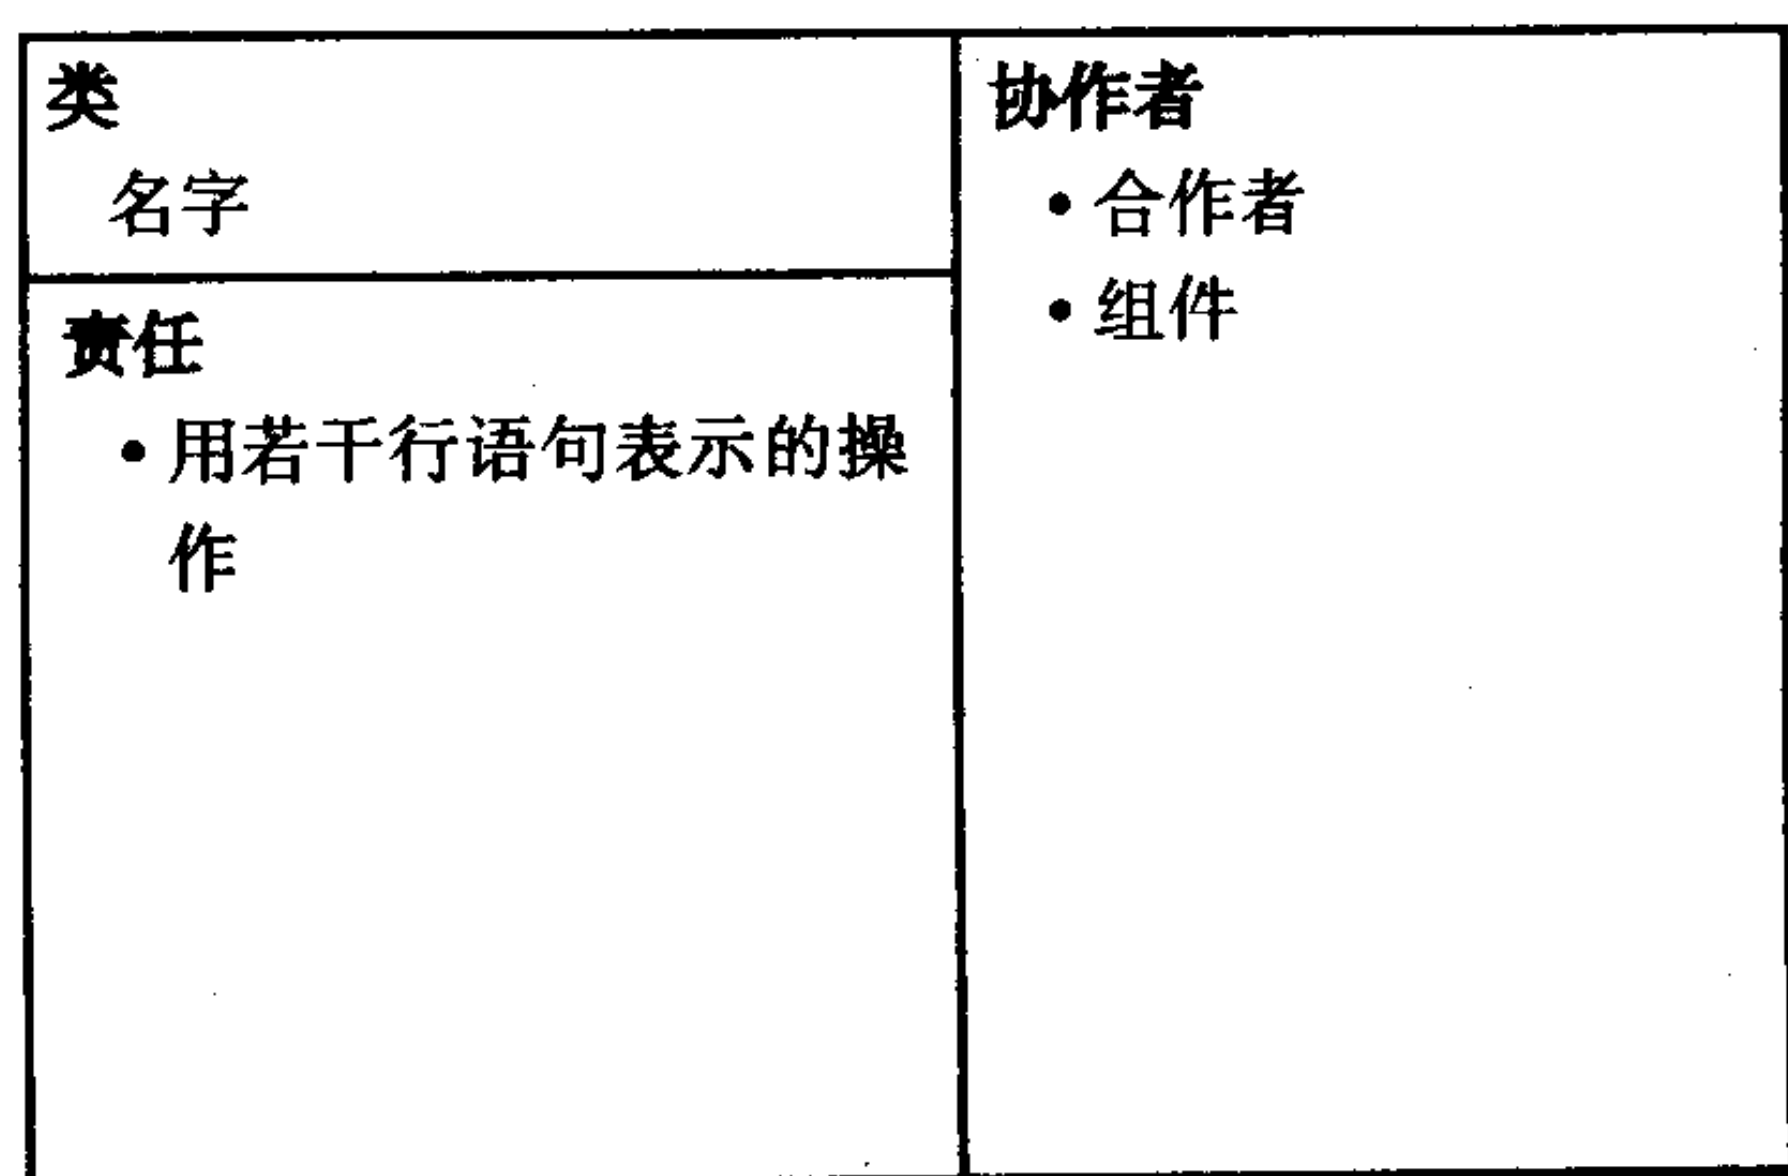 类
名字
责任
• 用若干行语句表示的操
作
协作者
• 合作者
• 组件